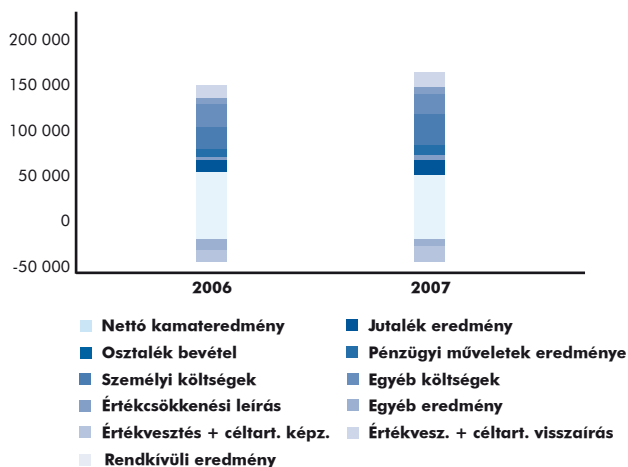 200 000
150 000
100 000
50 000
0
-50 000
2006 2007
Nettó kamateredmény Jutalék eredmény
Osztalék bevétel Pénzügyi műveletek eredménye
Személyi költségek Egyéb költségek
Értékcsökkenési leírás Egyéb eredmény
Értékvesztés + céltart. képz. Értékvesz. + céltart. visszaírás
Rendkívüli eredmény